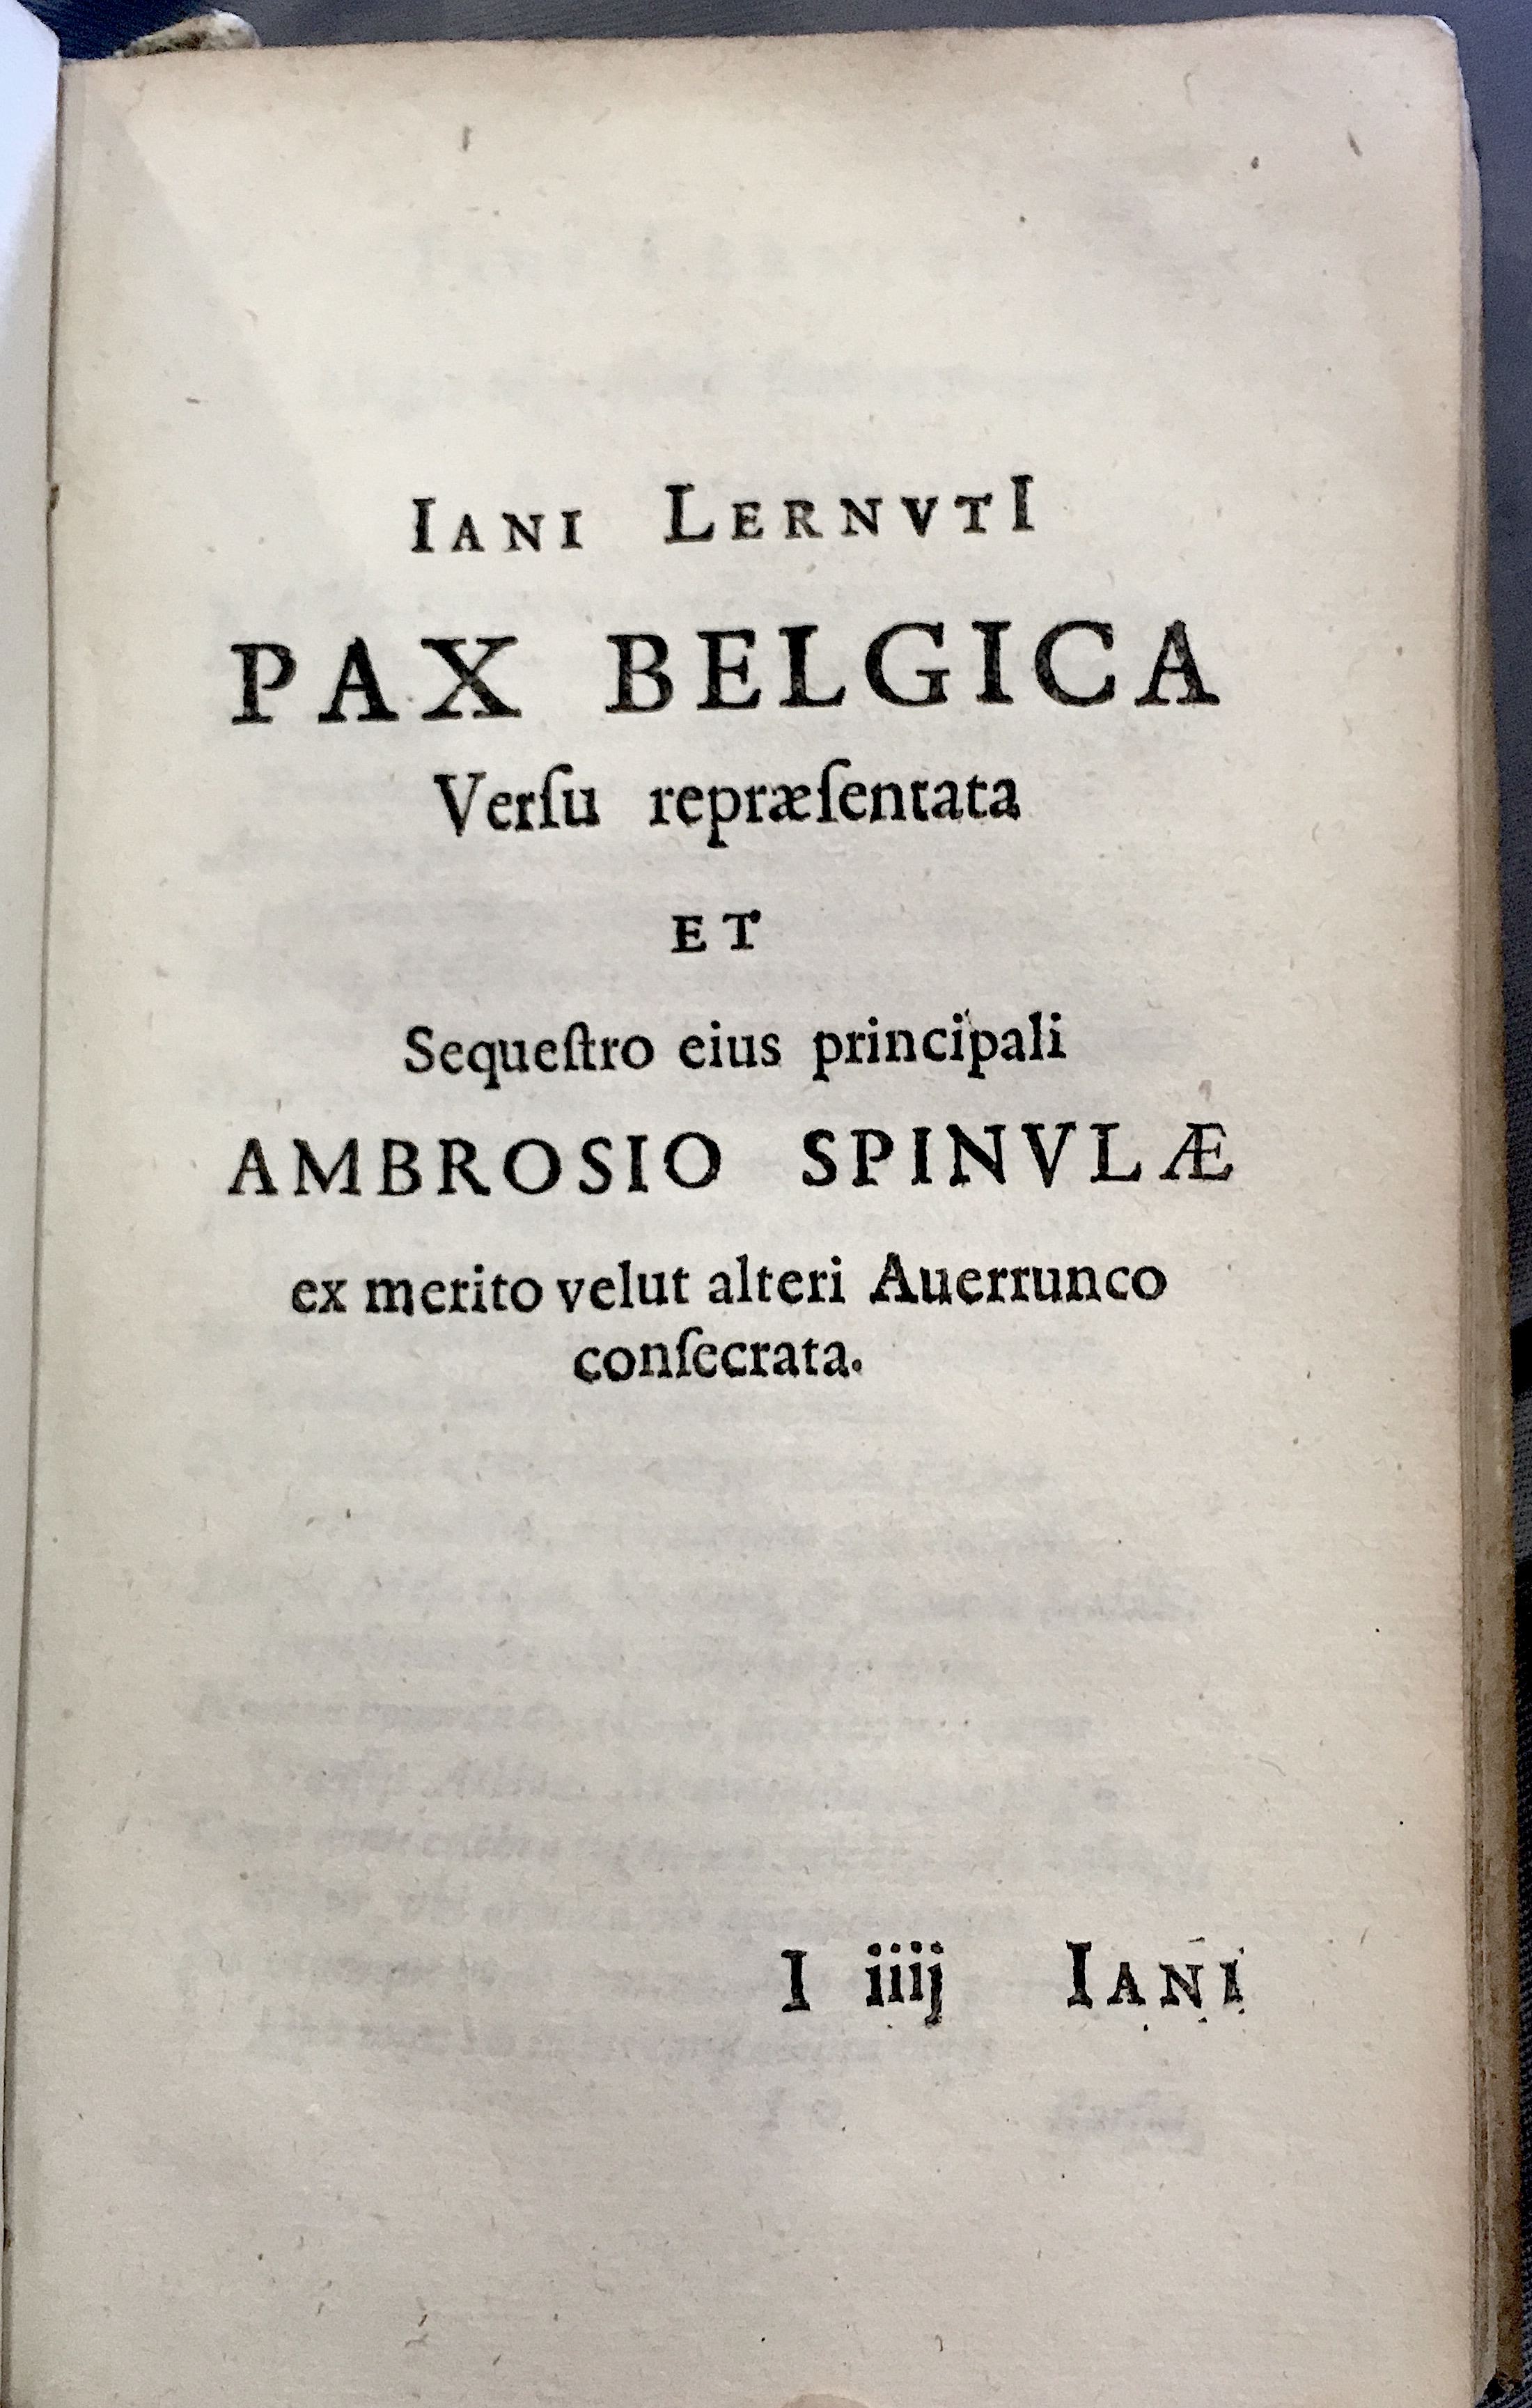 IANI LERNVTI
PAX BELGICA
Verſu repræſentata
ET
Sequeſtro eius principali
AMBROSIO SPINVLÆ
ex merito velut alteri Auerrunco
conſecrata.
I iiij IANI